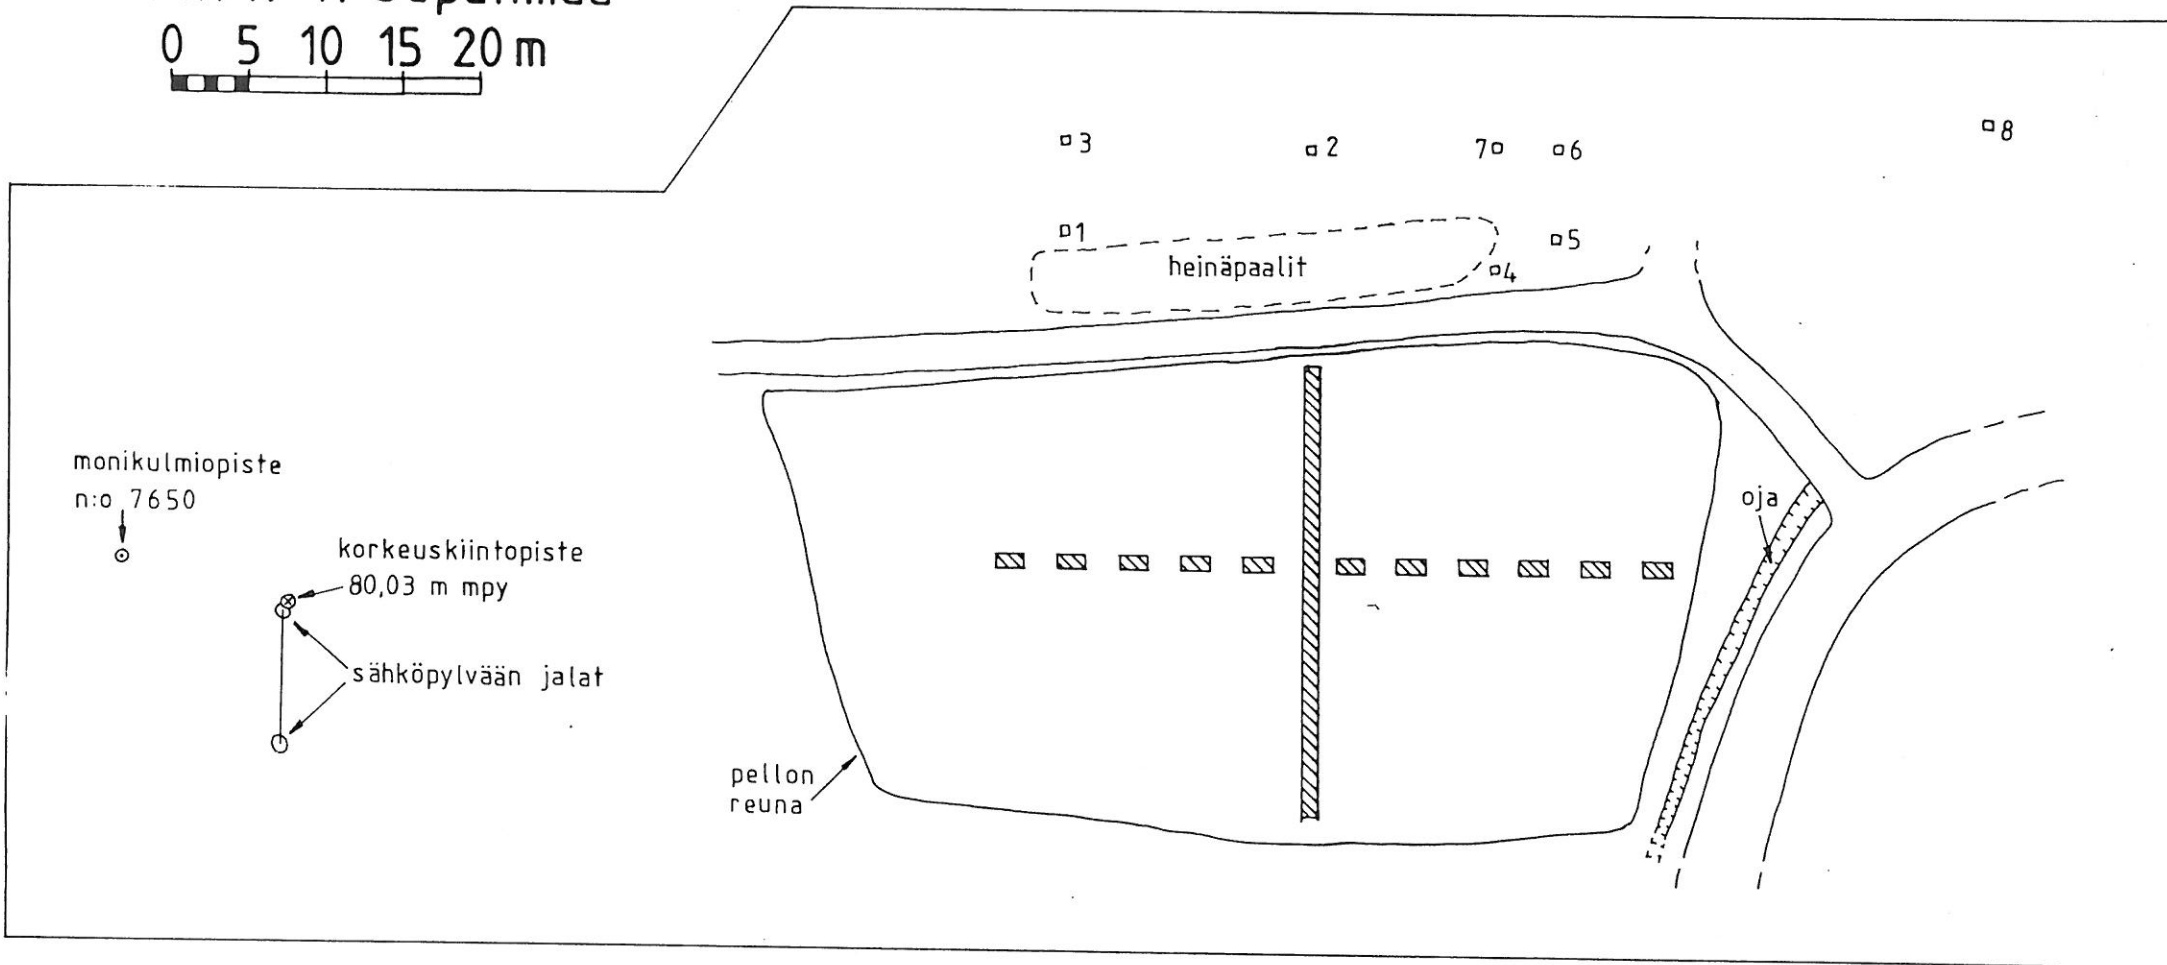 0 5 10 15 20 m
3
2
7
6
8
1
5
heinäpaalit
4
monikulmiopiste
n:o 7650
oja
korkeuskiintopiste
80,03 m mpy
sähköpylvään jalat
pellon
reuna